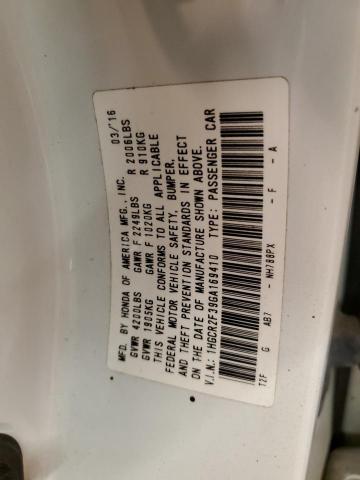 MFD. BY HONDA OF AMERICA MFG., INC. 03/'16
GVWR 4200LBS GAWR F 2249LBS R 2006LBS
GVWR 1905KG GAWR F 1020KG R 910KG
THIS VEHICLE CONFORMS TO ALL APPLICABLE
FEDERAL MOTOR VEHICLE SAFETY, BUMPER,
AND THEFT PREVENTION STANDARDS IN EFFECT
ON THE DATE OF MANUFACTURE SHOWN ABOVE.
V.I.N.: 1HGCR2F39GA169410 TYPE: PASSENGER CAR
T2F G AB7 - NH788PX - F - A